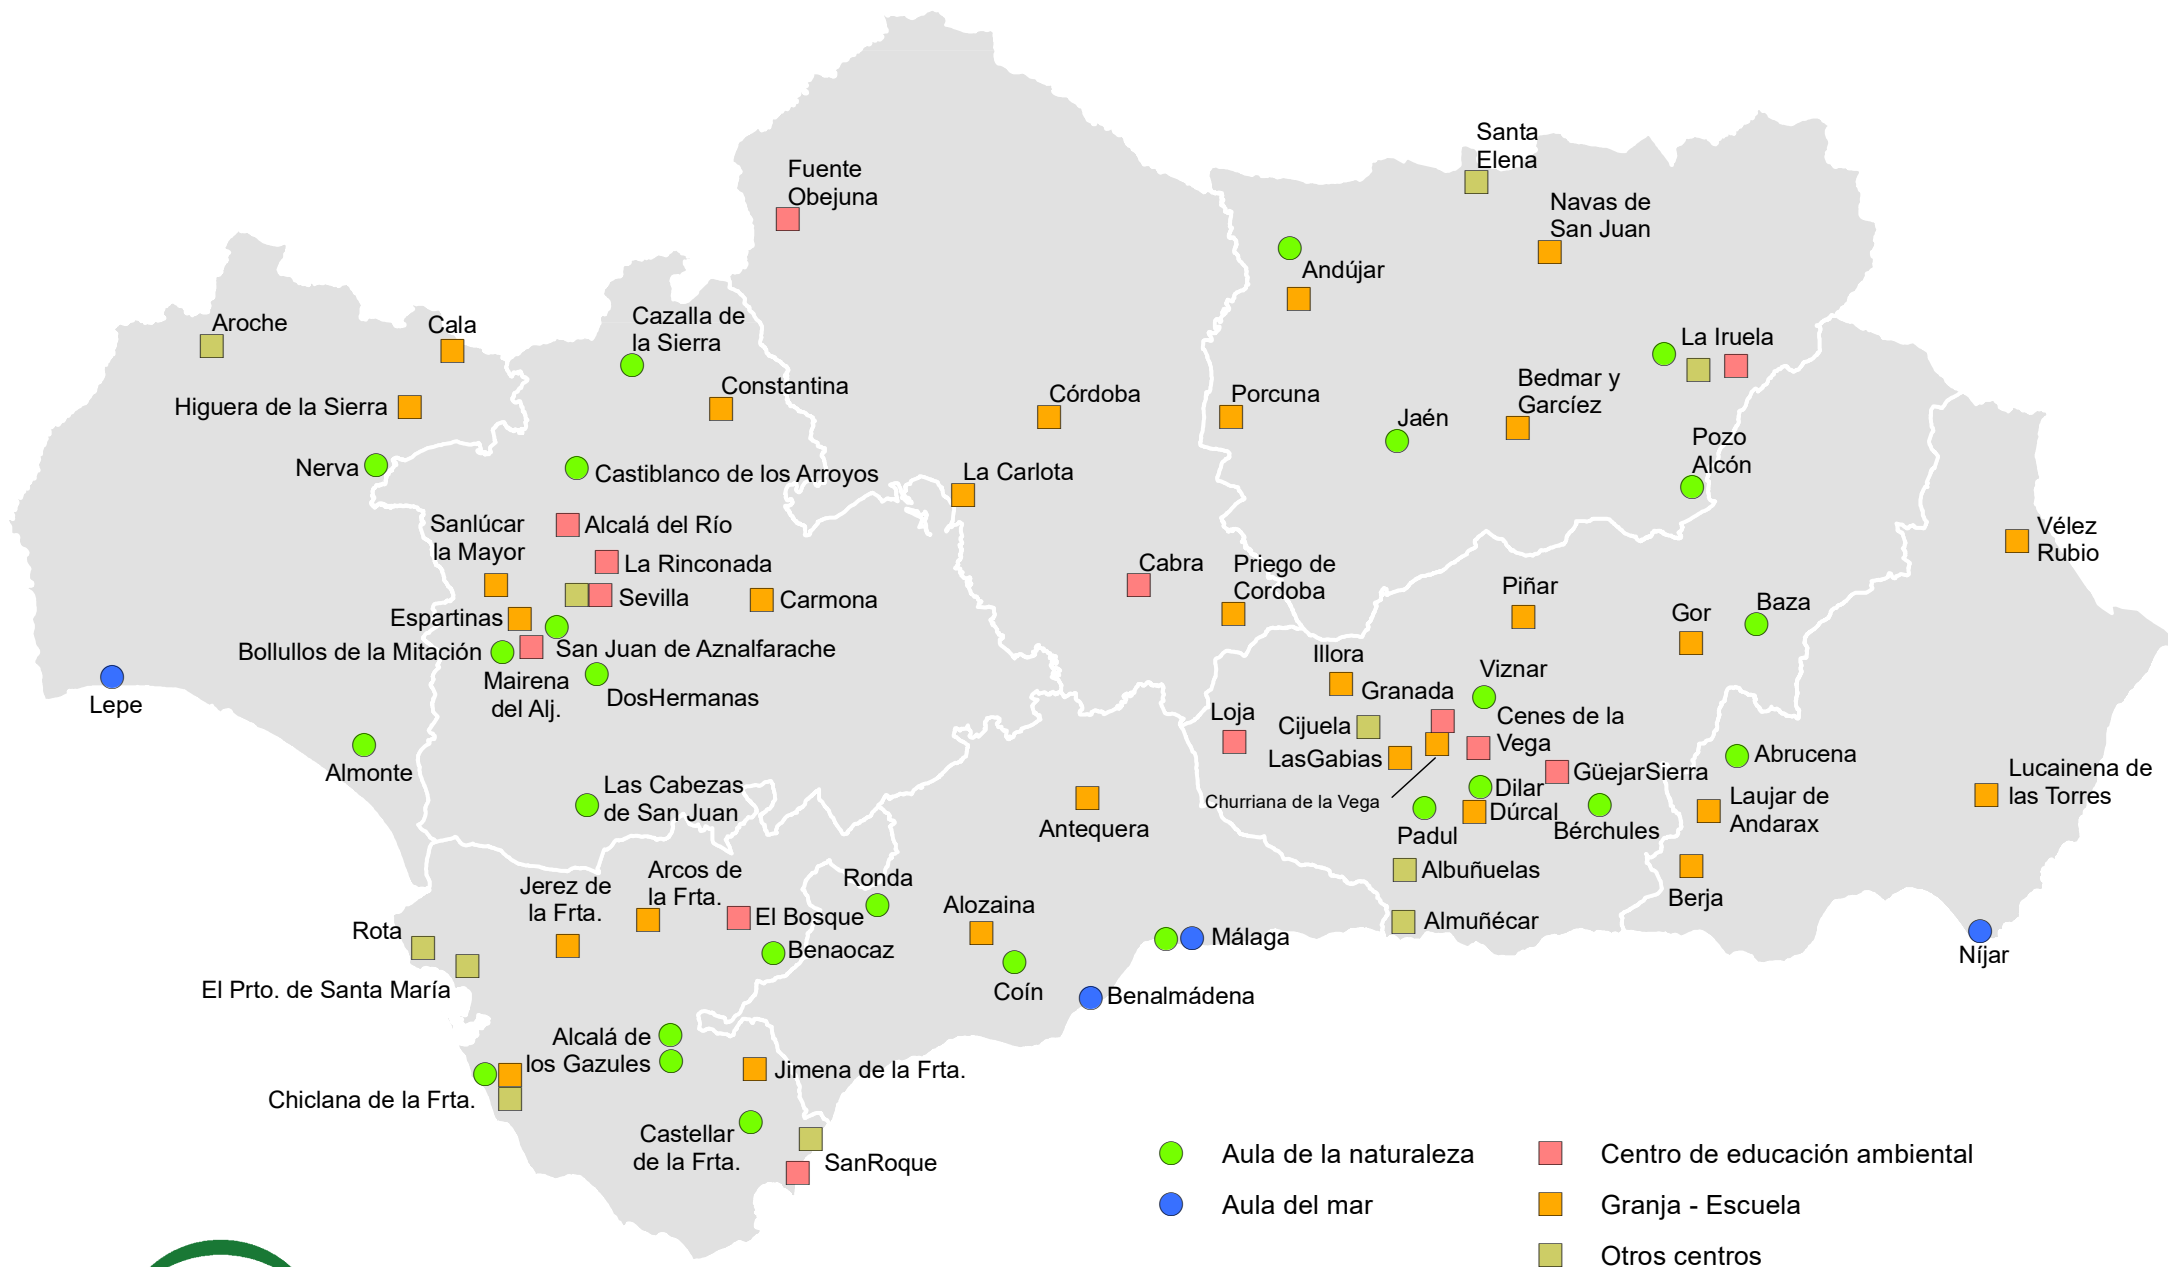 Santa
Elena
Fuente
Obejuna
Navas de
San Juan
Andújar
Aroche
Cala
Cazalla de
la Sierra
La Iruela
Constantina
Bedmar y
Garcíez
Higuera de la Sierra
Córdoba
Porcuna
Jaén
Pozo
Alcón
Nerva
Castiblanco de los Arroyos
La Carlota
Sanlúcar
la Mayor
Alcalá del Río
Vélez
Rubio
La Rinconada
Cabra
Priego de
Cordoba
Sevilla
Carmona
Piñar
Gor
Baza
Espartinas
Bollullos de la Mitación
San Juan de Aznalfarache
Illora
Viznar
Mairena
del Alj.
DosHermanas
Granada
Lepe
Loja
Cijuela
Cenes de la
Vega
LasGabias
Abrucena
Almonte
GüejarSierra
Lucainena de
las Torres
Las Cabezas
de San Juan
Churriana de la Vega
Dilar
Dúrcal
Laujar de
Andarax
Antequera
Padul
Bérchules
Arcos de
la Frta.
Ronda
Albuñuelas
Jerez de
la Frta.
Berja
Alozaina
El Bosque
Almuñécar
Rota
Málaga
Benaocaz
Níjar
El Prto. de Santa María
Coín
Benalmádena
Alcalá de
los Gazules
Jimena de la Frta.
Chiclana de la Frta.
Castellar
de la Frta.
SanRoque
Aula de la naturaleza
Centro de educación ambiental
Aula del mar
Granja - Escuela
Otros centros